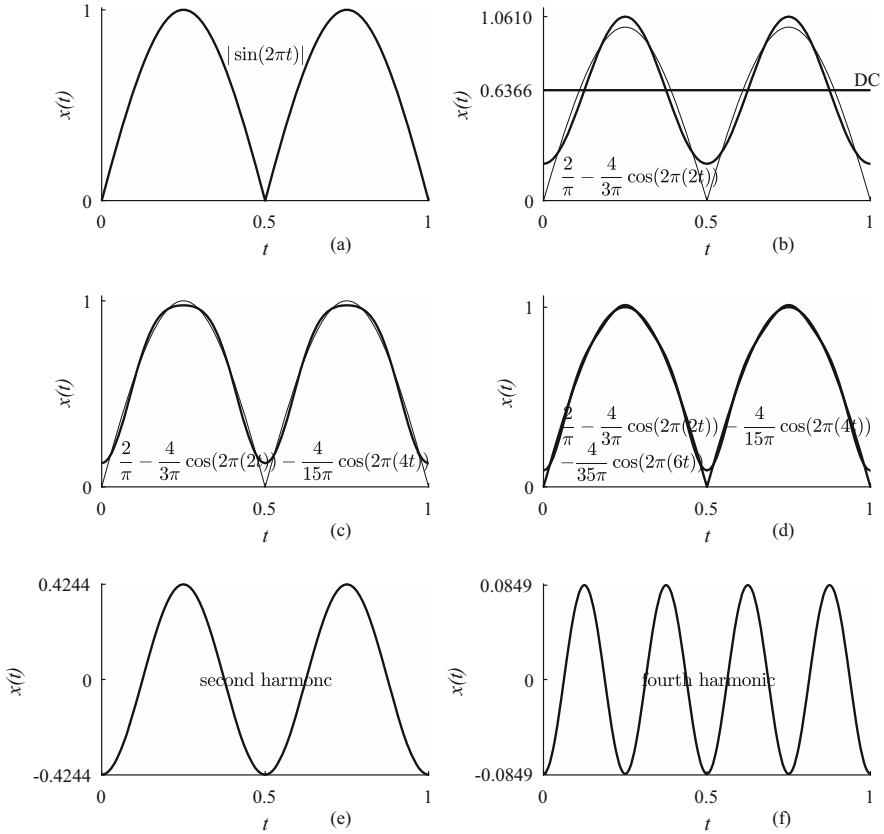 x(t)
1
0
|sin(2πt)|
0 0.5 1
t (a)
x(t)
1.0610
0.6366
0
DC
2/π − 4/3π cos(2π(2t))
0 0.5 1
t (b)
x(t)
1
0
2/π − 4/3π cos(2π(2t)) − 4/15π cos(2π(4t))
0 0.5 1
t (c)
x(t)
1
0
2/π − 4/3π cos(2π(2t)) − 4/15π cos(2π(4t))
− 4/35π cos(2π(6t))
0 0.5 1
t (d)
x(t)
0.4244
0
-0.4244
second harmonc
0 0.5 1
t (e)
x(t)
0.0849
0
-0.0849
fourth harmonic
0 0.5 1
t (f)